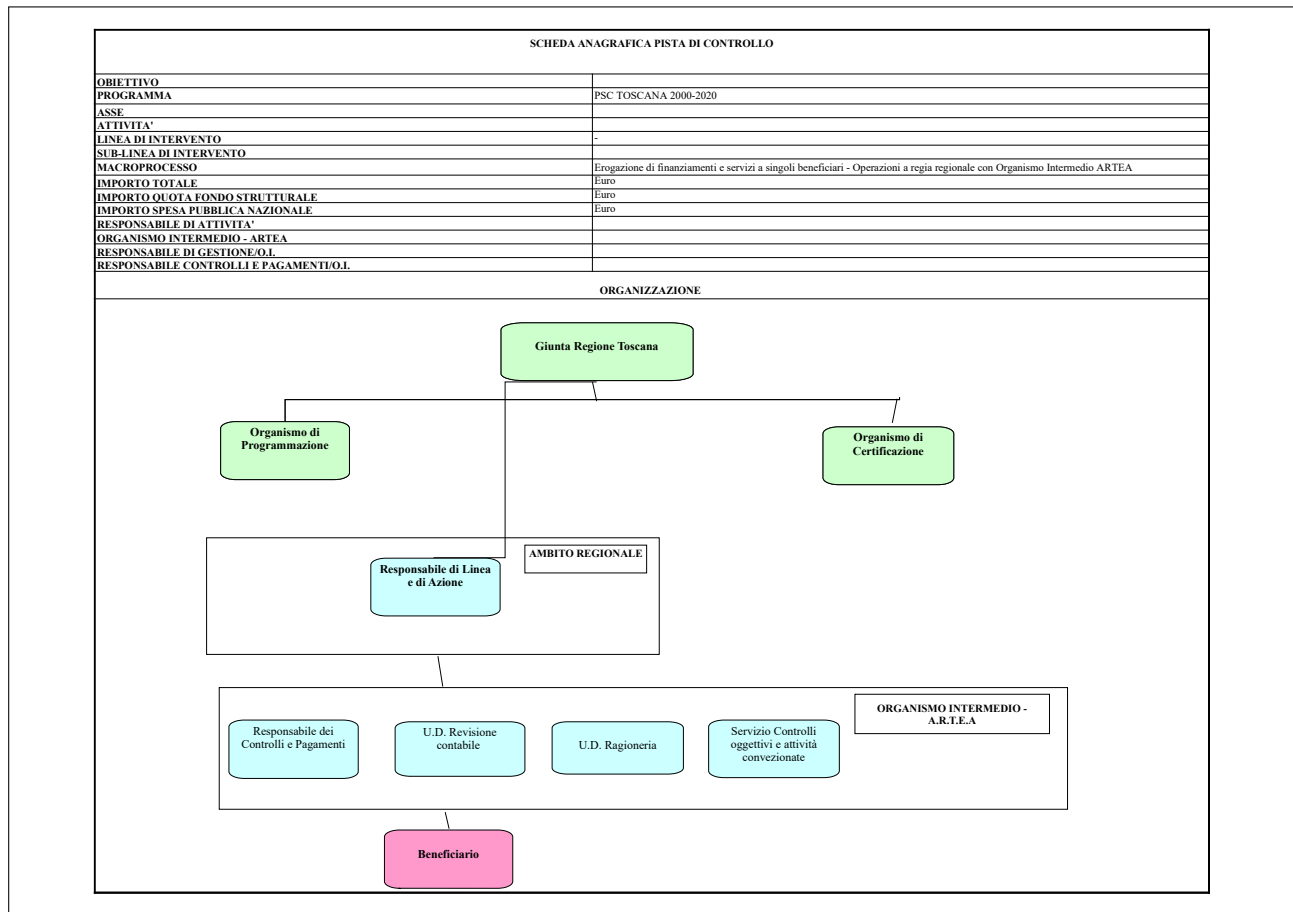 SCHEDA ANAGRAFICA PISTA DI CONTROLLO
OBIETTIVO
PROGRAMMA PSC TOSCANA 2000-2020
ASSE
ATTIVITA'
LINEA DI INTERVENTO -
SUB-LINEA DI INTERVENTO
MACROPROCESSO Erogazione di finanziamenti e servizi a singoli beneficiari - Operazioni a regia regionale con Organismo Intermedio ARTEA
IMPORTO TOTALE Euro
IMPORTO QUOTA FONDO STRUTTURALE Euro
IMPORTO SPESA PUBBLICA NAZIONALE Euro
RESPONSABILE DI ATTIVITA'
ORGANISMO INTERMEDIO - ARTEA
RESPONSABILE DI GESTIONE/O.I.
RESPONSABILE CONTROLLI E PAGAMENTI/O.I.
ORGANIZZAZIONE
Giunta Regione Toscana
Organismo di
Programmazione
Organismo di
Certificazione
AMBITO REGIONALE
Responsabile di Linea
e di Azione
ORGANISMO INTERMEDIO -
A.R.T.E.A
Responsabile dei
Controlli e Pagamenti
U.D. Revisione
contabile
U.D. Ragioneria
Servizio Controlli
oggettivi e attività
convezionate
Beneficiario